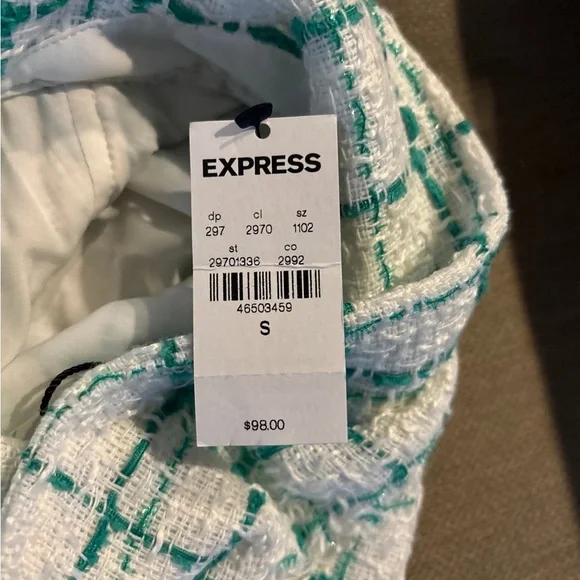 EXPRESS
dp cl sz
297 2970 1102
st co
29701336 2992
46503459
S
$98.00